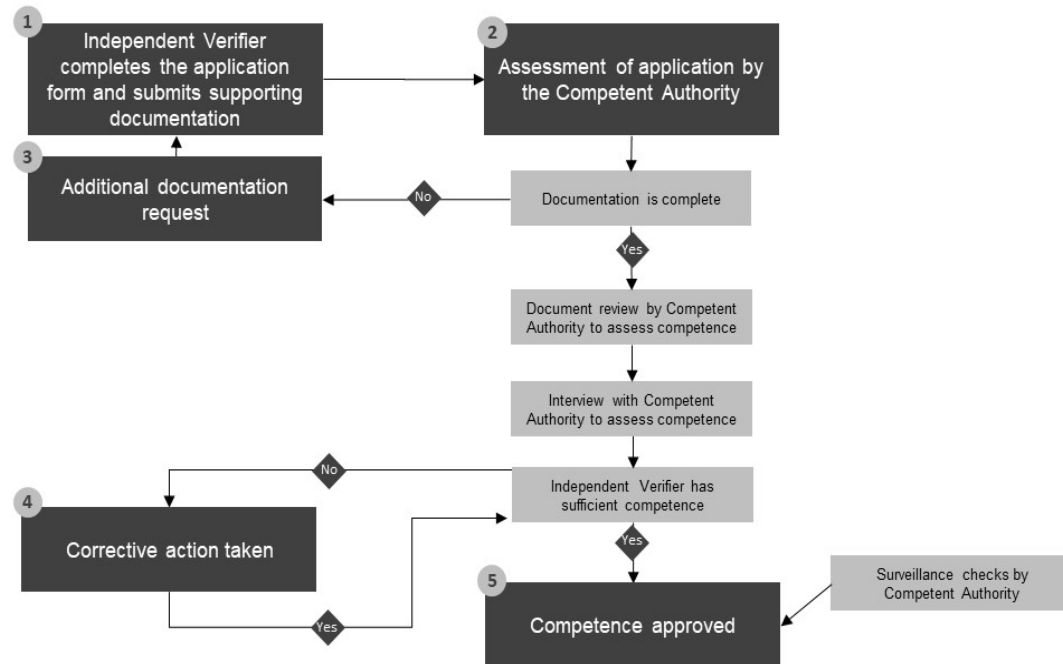 1
Independent Verifier
completes the application
form and submits supporting
documentation
2
Assessment of application by
the Competent Authority
3
Additional documentation
request
No
Documentation is complete
Yes
Document review by Competent
Authority to assess competence
Interview with Competent
Authority to assess competence
No
Independent Verifier has
sufficient competence
4
Corrective action taken
Yes
Yes
5
Competence approved
Surveillance checks by
Competent Authority